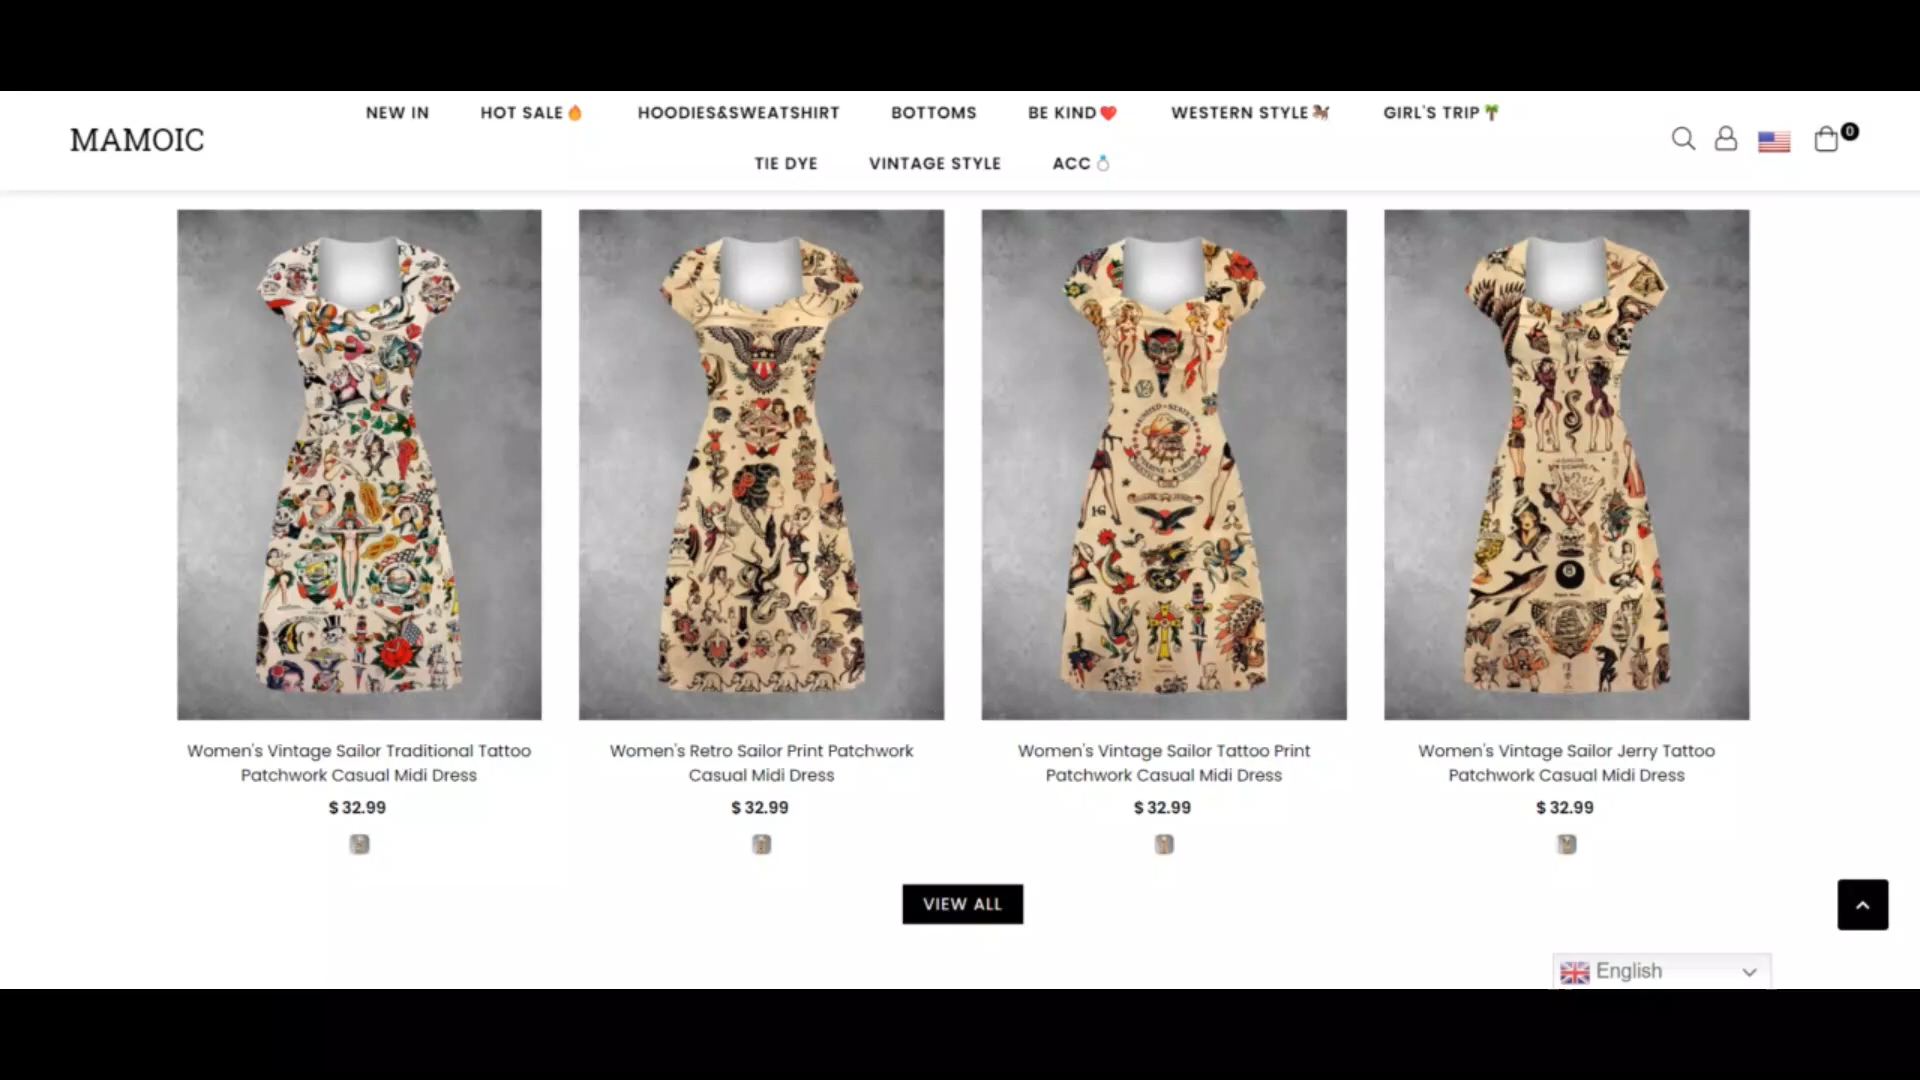 MAMOIC
NEW IN
HOT SALE🔥
HOODIES&SWEATSHIRT
BOTTOMS
BE KIND❤️
WESTERN STYLE🐎
GIRL'S TRIP🌴
0
TIE DYE
VINTAGE STYLE
ACC💍
Women's Vintage Sailor Traditional Tattoo
Patchwork Casual Midi Dress
$ 32.99
Women's Retro Sailor Print Patchwork
Casual Midi Dress
$ 32.99
Women's Vintage Sailor Tattoo Print
Patchwork Casual Midi Dress
$ 32.99
Women's Vintage Sailor Jerry Tattoo
Patchwork Casual Midi Dress
$ 32.99
VIEW ALL
English